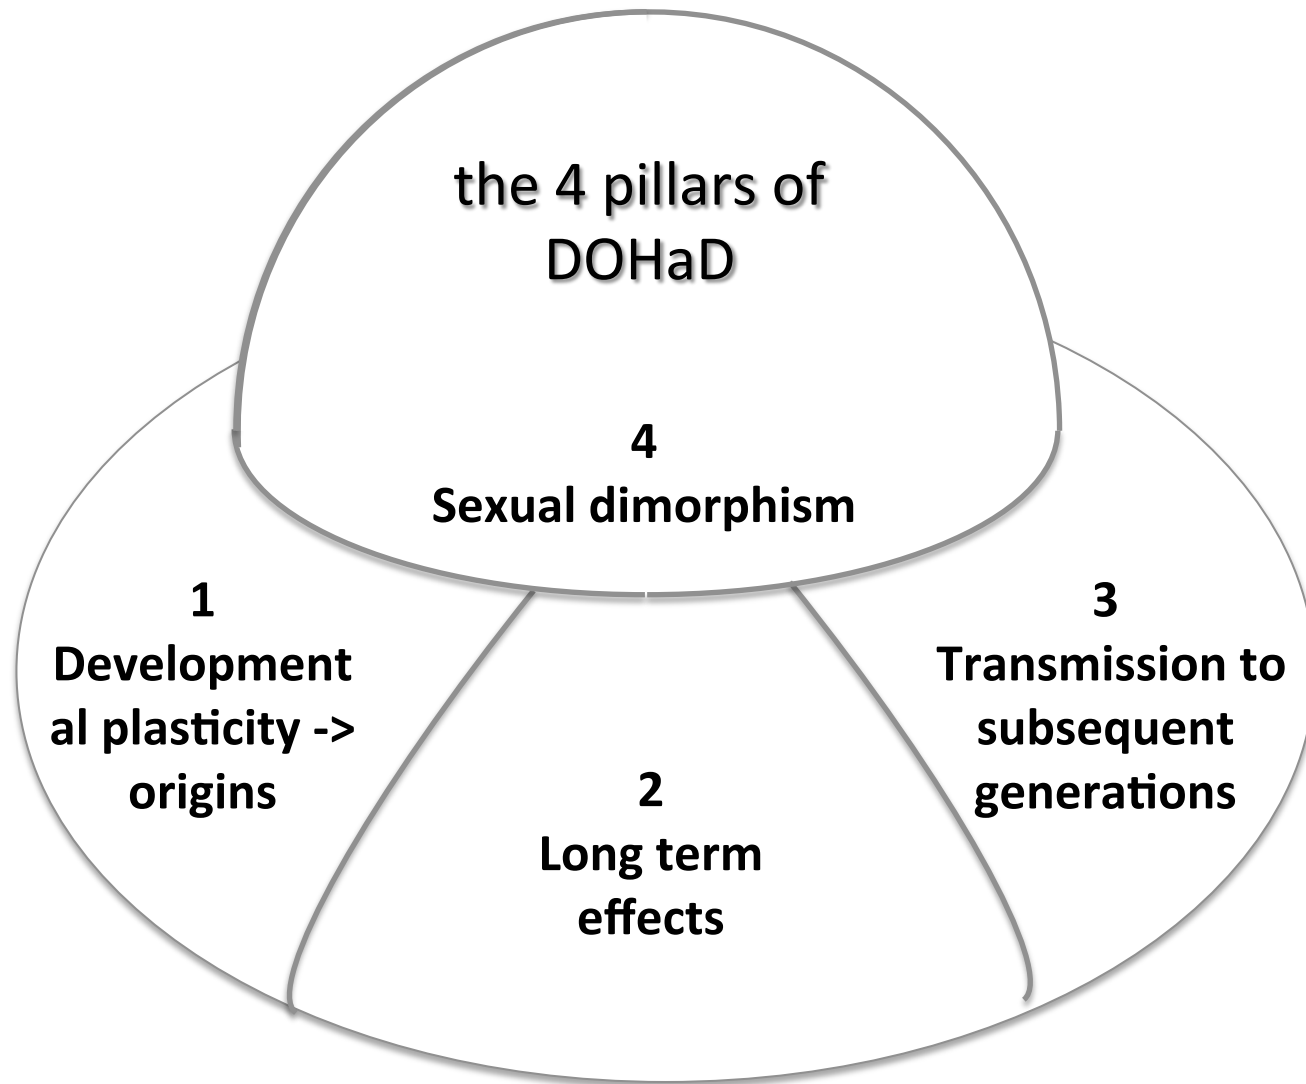 the 4 pillars of
DOHaD
4
Sexual dimorphism
1
Development
al plasticity ->
origins
2
Long term
effects
3
Transmission to
subsequent
generations